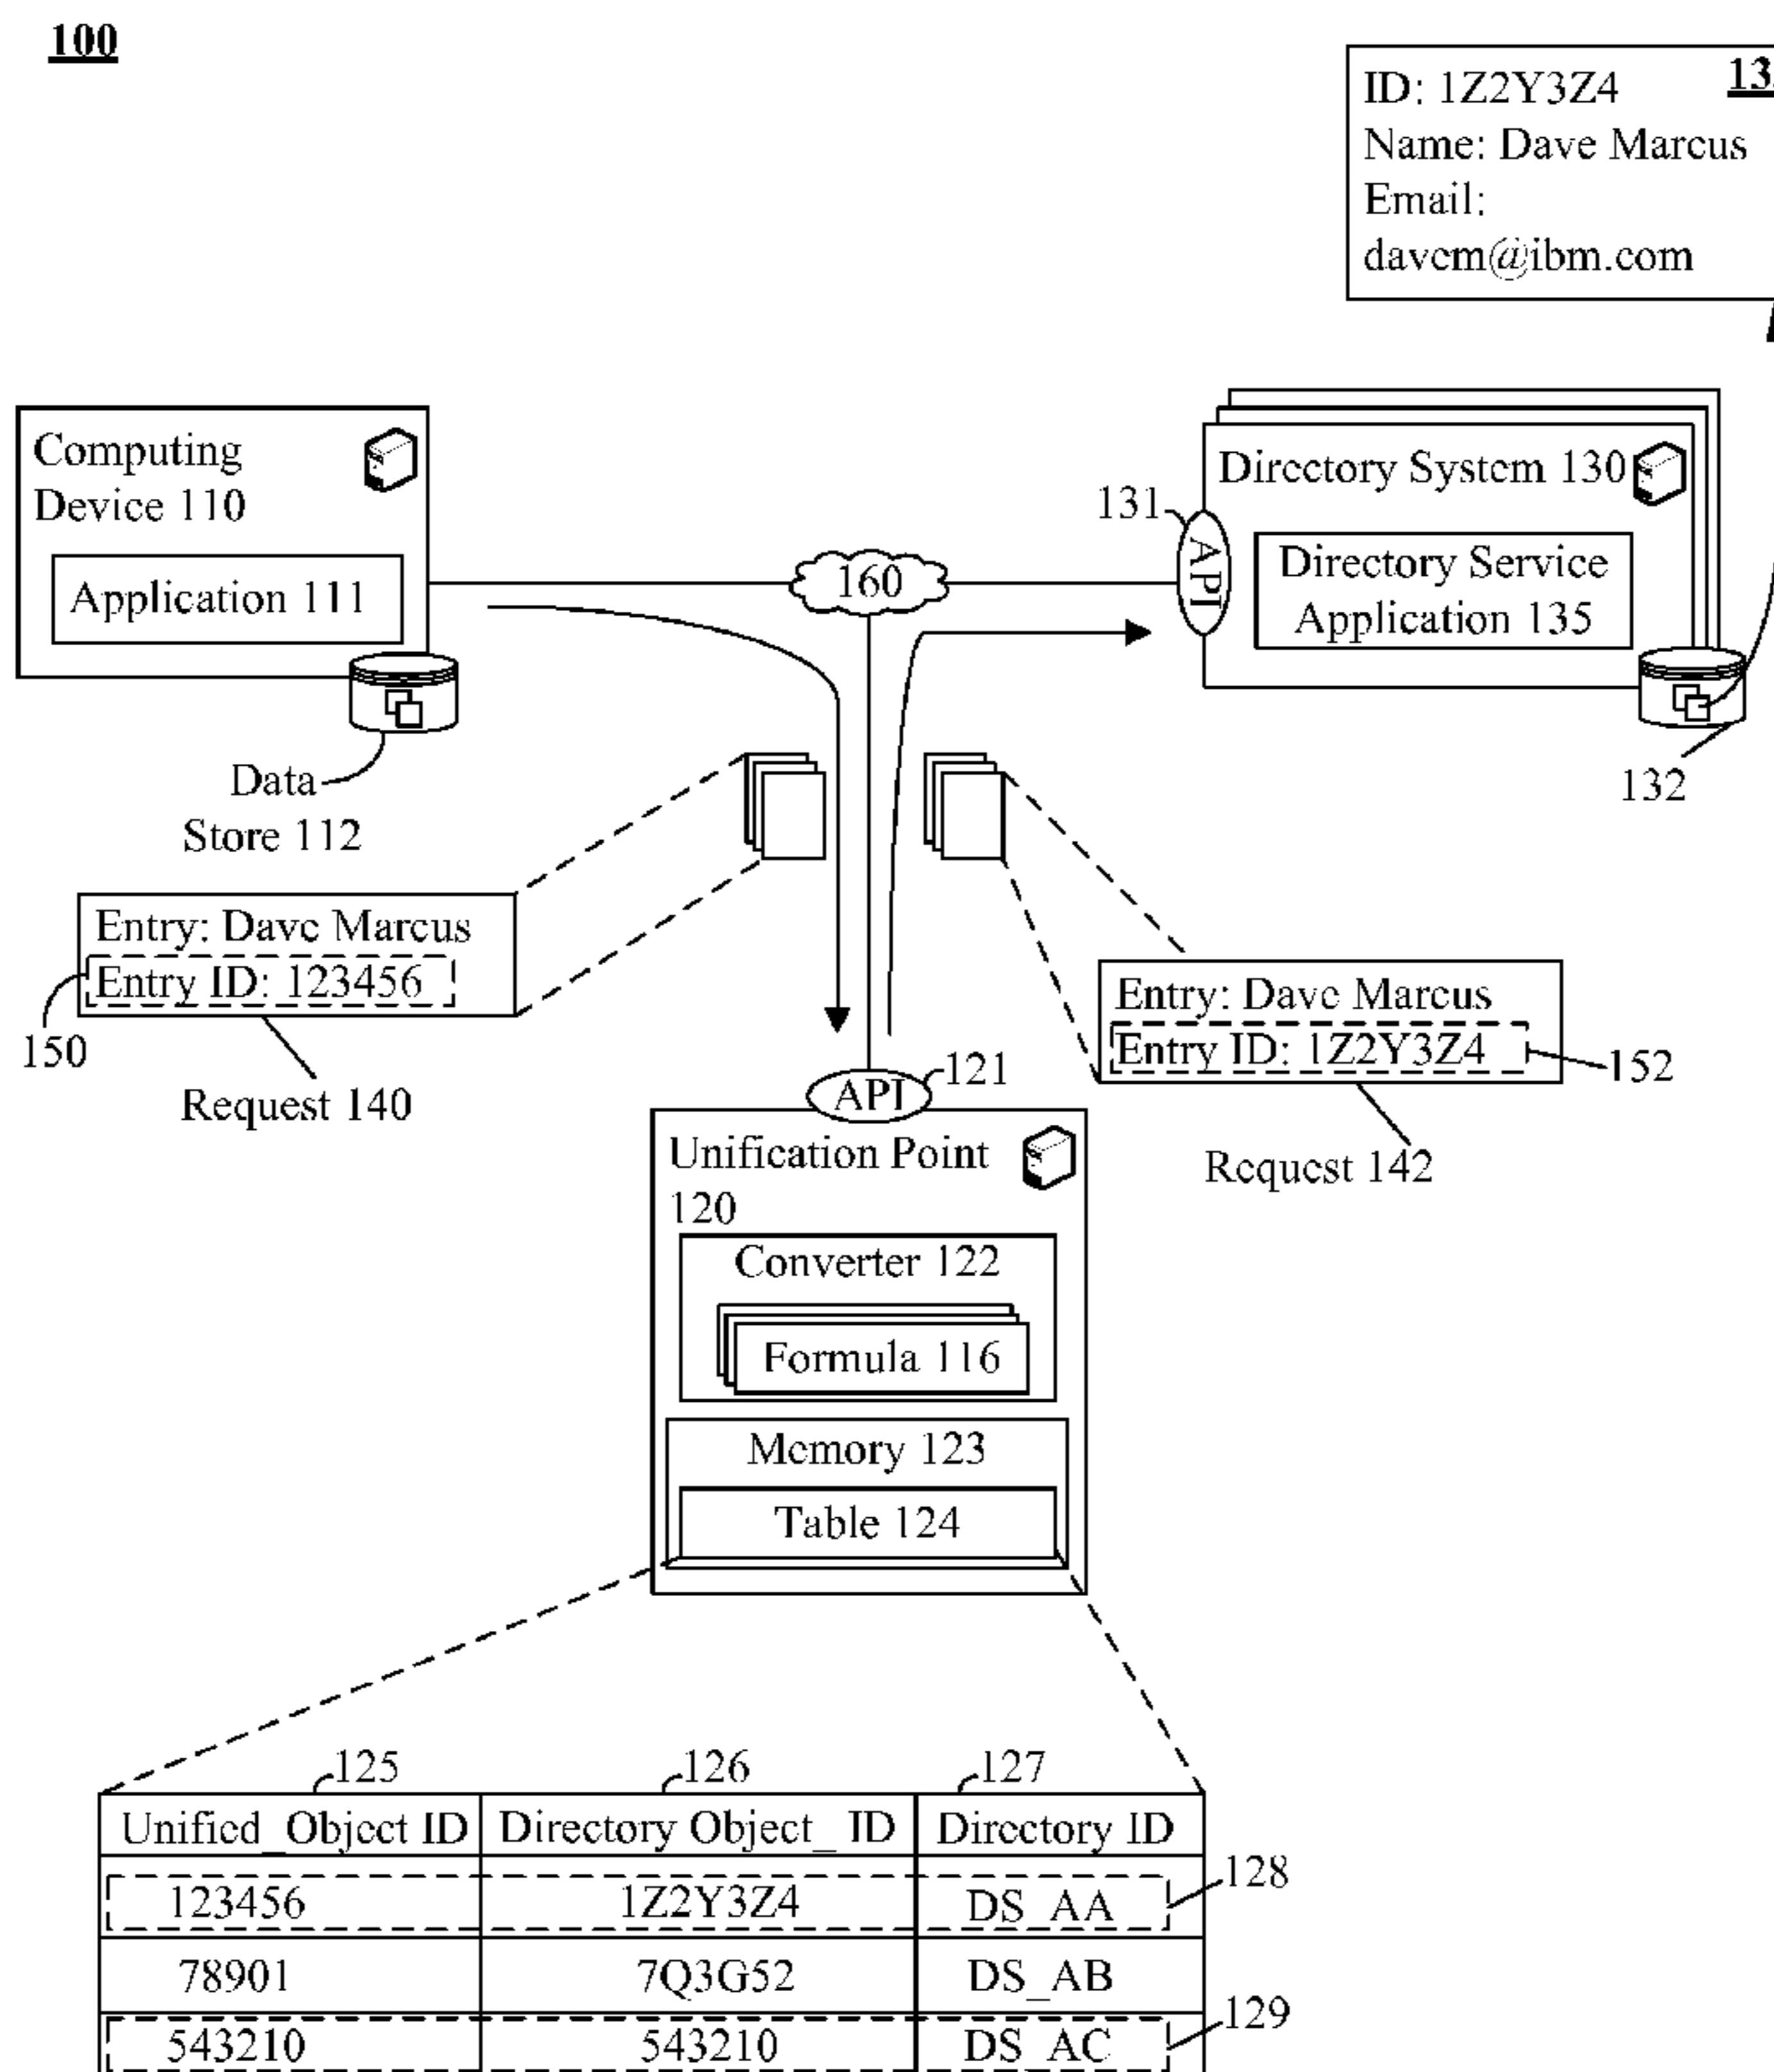 100
13
ID: 1Z2Y3Z4
Name: Dave Marcus
Email:
davem@ibm.com
Computing
Device 110
Application 111
Data
Store 112
160
131
API
Directory System 130
Directory Service
Application 135
132
Entry: Dave Marcus
Entry ID: 123456
150
Request 140
Entry: Dave Marcus
Entry ID: 1Z2Y3Z4
152
Request 142
API
121
Unification Point
120
Converter 122
Formula 116
Memory 123
Table 124
125
126
127
Unified_Object ID Directory Object_ ID Directory ID
123456 1Z2Y3Z4 DS_AA
128
78901 7Q3G52 DS_AB
543210 543210 DS_AC
129